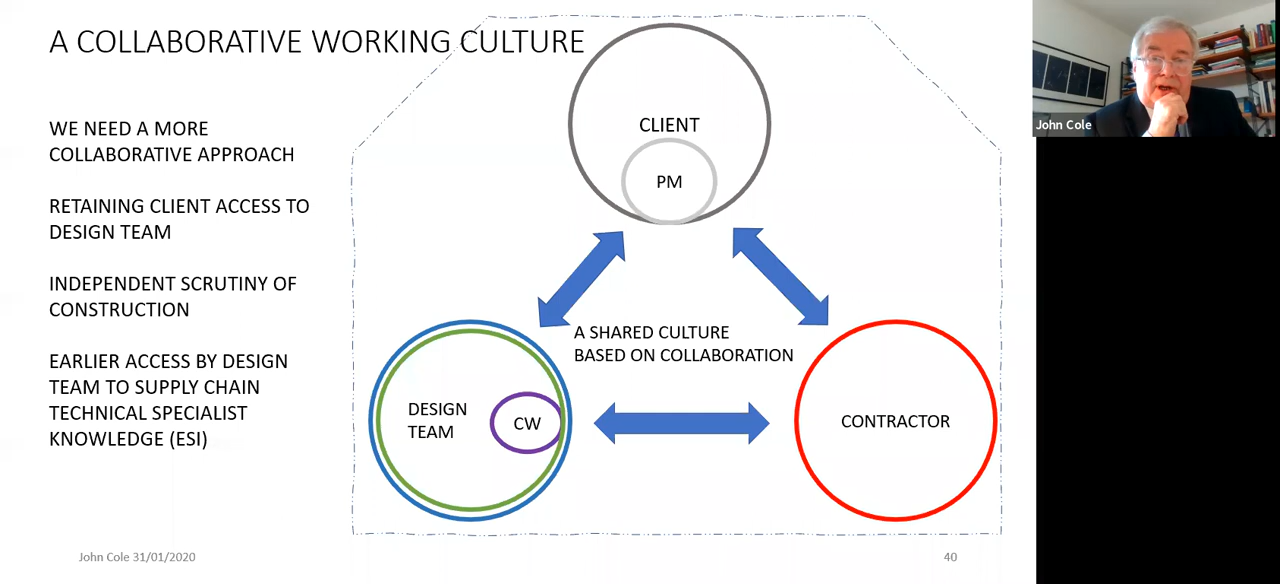 A COLLABORATIVE WORKING CULTURE
WE NEED A MORE
COLLABORATIVE APPROACH
RETAINING CLIENT ACCESS TO
DESIGN TEAM
INDEPENDENT SCRUTINY OF
CONSTRUCTION
EARLIER ACCESS BY DESIGN
TEAM TO SUPPLY CHAIN
TECHNICAL SPECIALIST
KNOWLEDGE (ESI)
CLIENT
PM
A SHARED CULTURE
BASED ON COLLABORATION
DESIGN
TEAM
CW
CONTRACTOR
John Cole 31/01/2020
40
John Cole